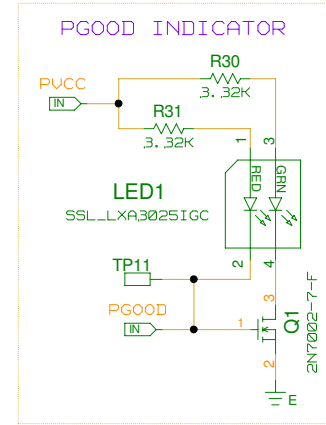 PGOOD INDICATOR
R30
PVCC
3.32K
IN
R31
3.32K
1
3
RED
GRN
LED1
SSL_LXA3025IGC
2
4
TP11
PGOOD
3
IN
1
Q1
2N7002-7-F
2
E